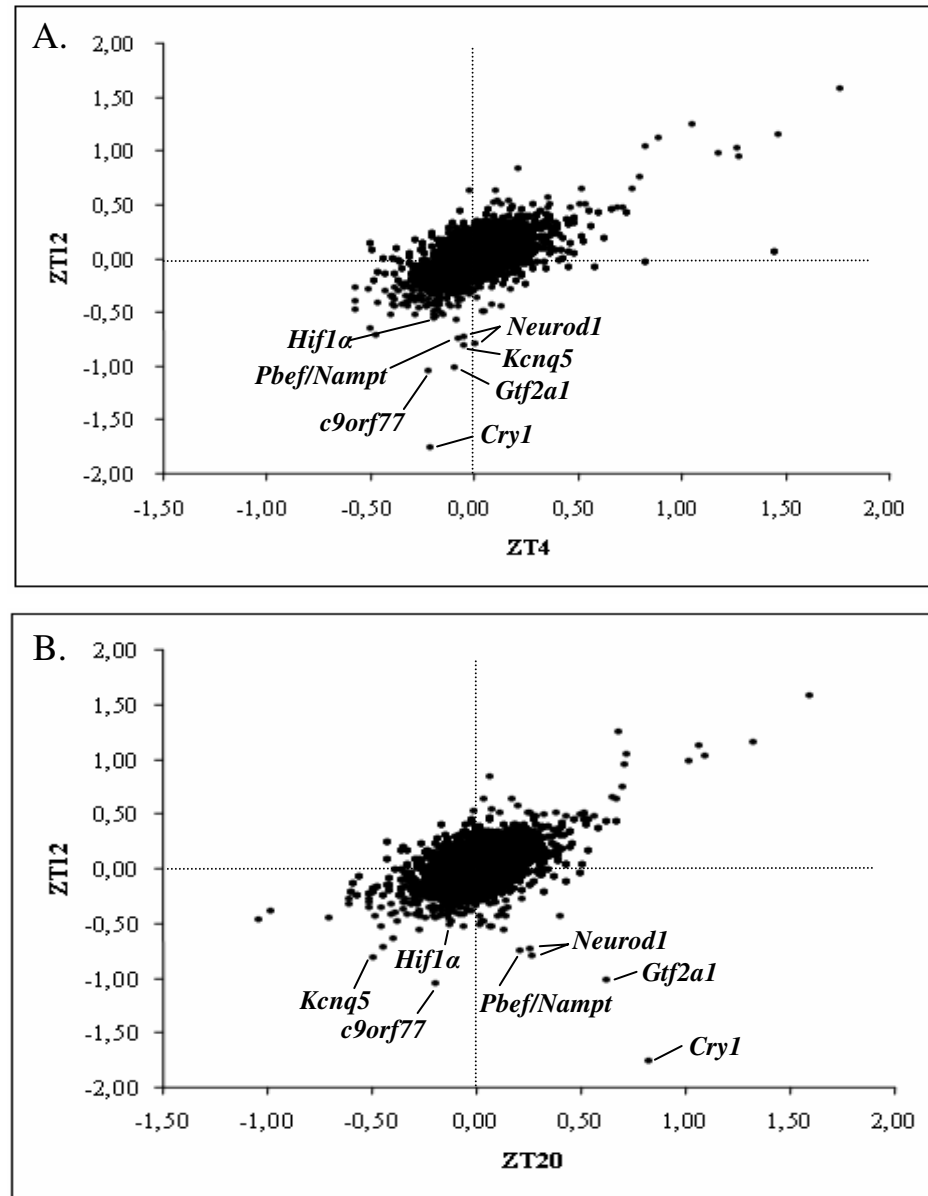 A.
2,00
1,50
1,00
0,50
0,00
-0,50
-1,00
-1,50
-2,00
ZT12
Hif1α
Neurod1
Pbef/Nampt
Kcnq5
Gtf2a1
c9orf77
Cry1
-1,50 -1,00 -0,50 0,00 0,50 1,00 1,50 2,00
ZT4
B.
2,00
1,50
1,00
0,50
0,00
-0,50
-1,00
-1,50
-2,00
ZT12
Hif1α
Neurod1
Kcnq5
Gtf2a1
Pbef/Nampt
c9orf77
Cry1
-1,50 -1,00 -0,50 0,00 0,50 1,00 1,50 2,00
ZT20